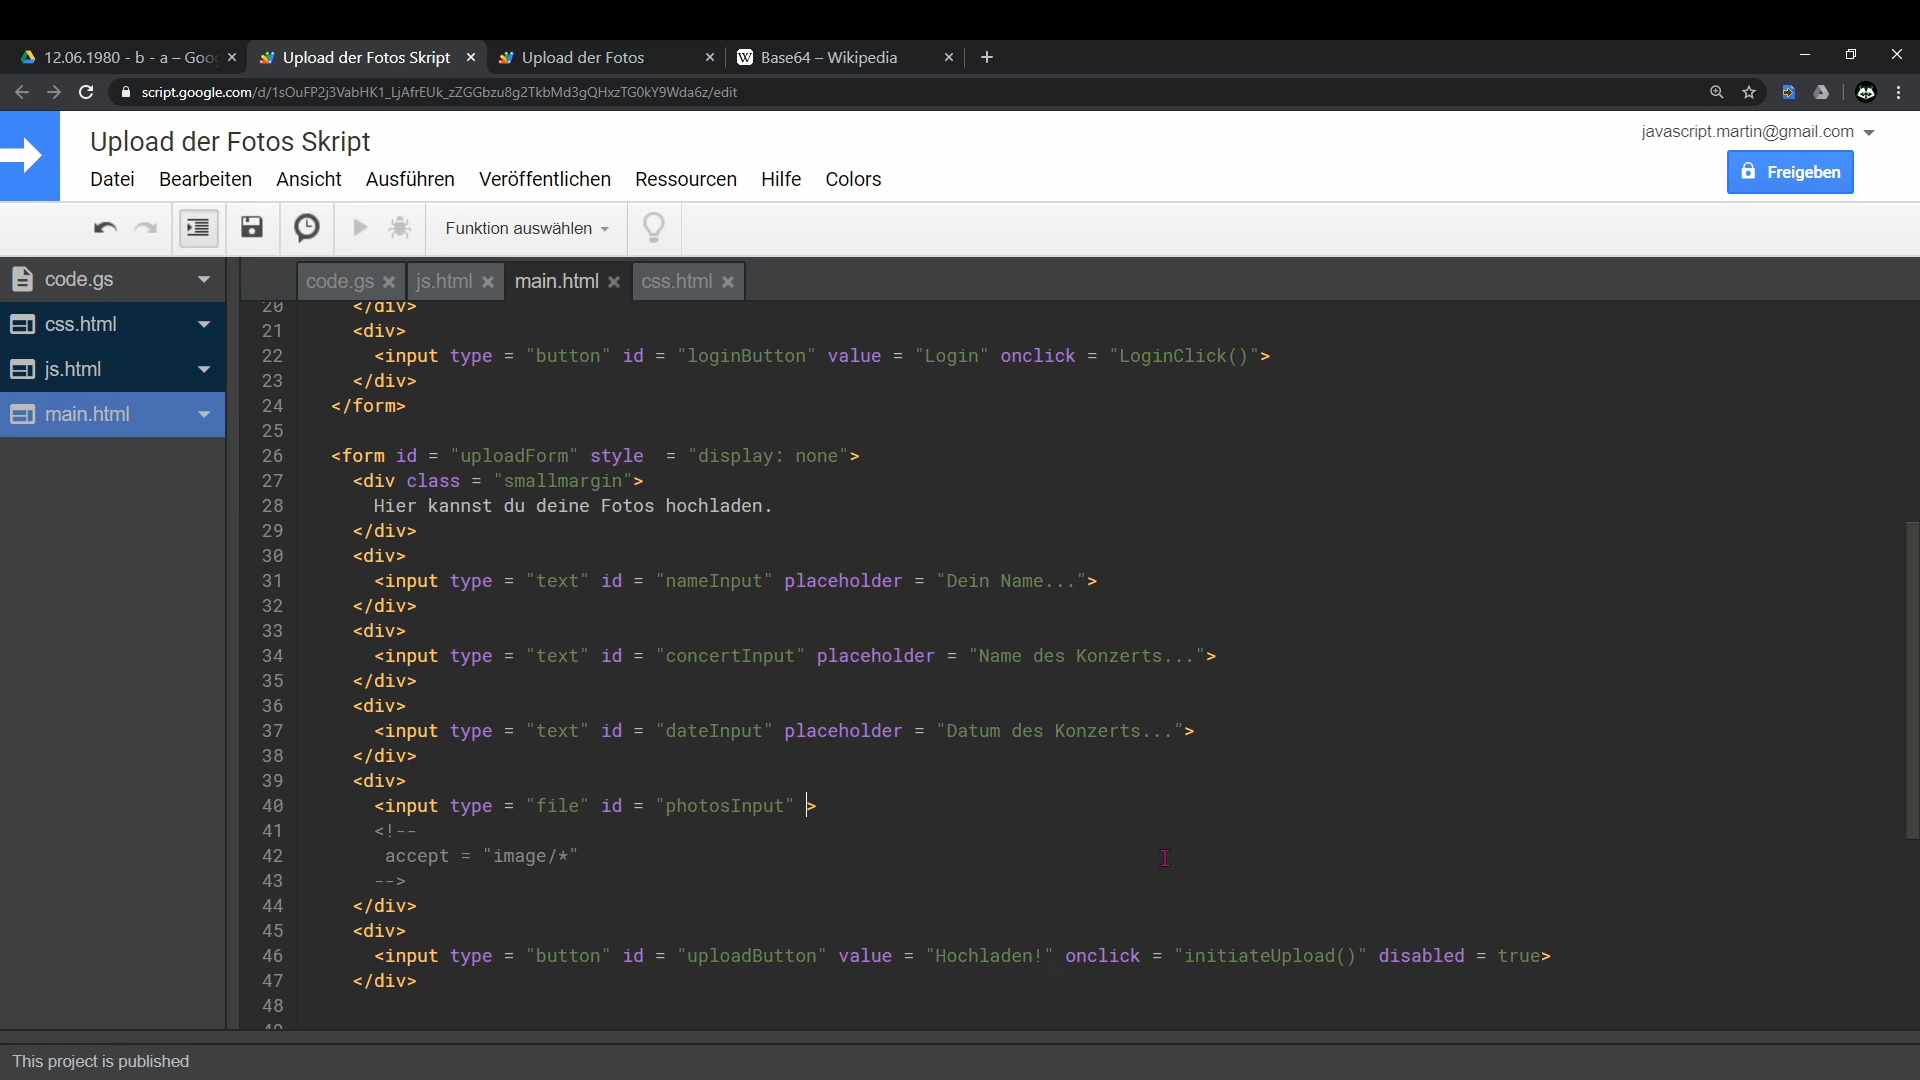 12.06.1980 - b - a – Goo
Upload der Fotos Skript
Upload der Fotos
Base64 – Wikipedia
script.google.com/d/1sOuFP2j3VabHK1_LjAfrEUk_zZGGbzu8g2TkbMd3gQHxzTG0kY9Wda6z/edit
Upload der Fotos Skript
javascript.martin@gmail.com
Datei Bearbeiten Ansicht Ausführen Veröffentlichen Ressourcen Hilfe Colors
Freigeben
Funktion auswählen
code.gs
css.html
js.html
main.html
code.gs js.html main.html css.html
20 </div>
21 <div>
22 <input type = "button" id = "loginButton" value = "Login" onclick = "LoginClick()">
23 </div>
24 </form>
25
26 <form id = "uploadForm" style  = "display: none">
27 <div class = "smallmargin">
28 Hier kannst du deine Fotos hochladen.
29 </div>
30 <div>
31 <input type = "text" id = "nameInput" placeholder = "Dein Name...">
32 </div>
33 <div>
34 <input type = "text" id = "concertInput" placeholder = "Name des Konzerts...">
35 </div>
36 <div>
37 <input type = "text" id = "dateInput" placeholder = "Datum des Konzerts...">
38 </div>
39 <div>
40 <input type = "file" id = "photosInput" >
41 <!--
42 accept = "image/*"
43 -->
44 </div>
45 <div>
46 <input type = "button" id = "uploadButton" value = "Hochladen!" onclick = "initiateUpload()" disabled = true>
47 </div>
48
49
This project is published